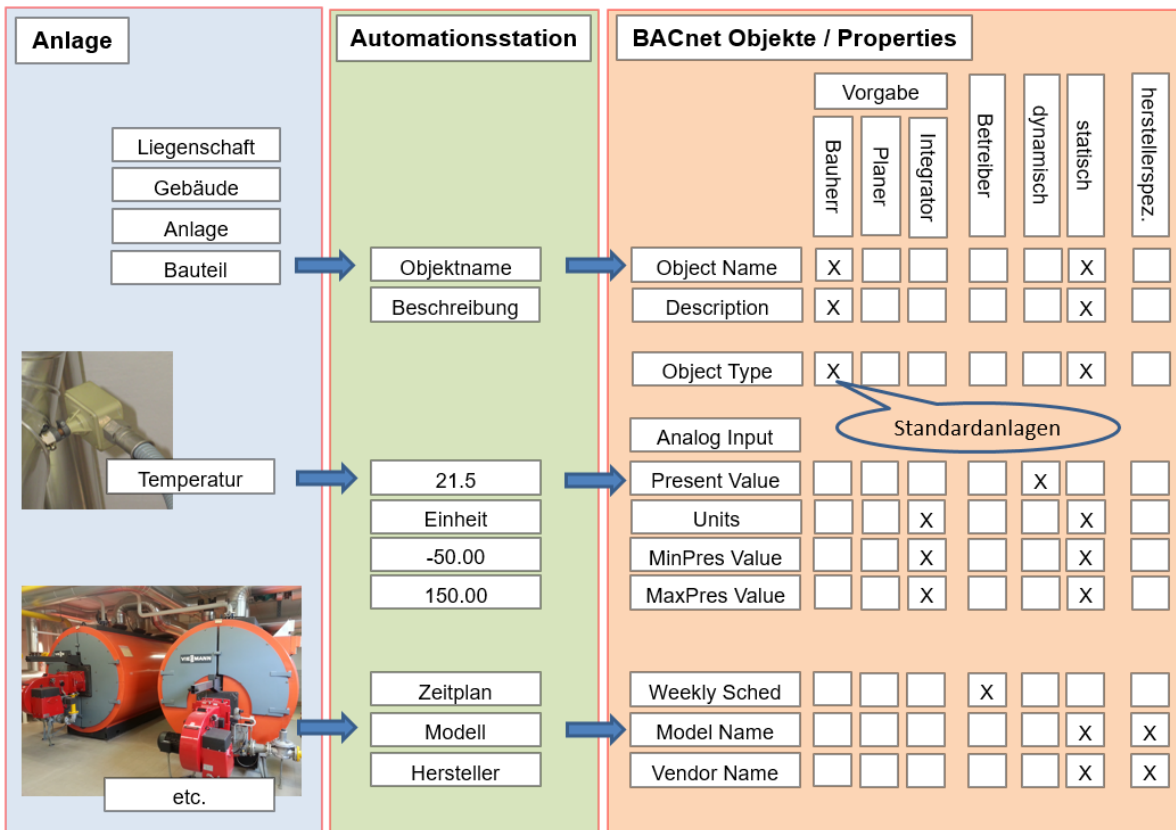 Anlage
Automationsstation
BACnet Objekte / Properties
Vorgabe
Bauherr
Planer
Integrator
Betreiber
dynamisch
statisch
herstellerspez.
Liegenschaft
Gebäude
Anlage
Bauteil
Objektname
Object Name X X
Beschreibung
Description X X
Object Type X X
Standardanlagen
Analog Input
Temperatur
21.5
Present Value X
Einheit
Units X X
-50.00
MinPres Value X X
150.00
MaxPres Value X X
VIESMANN
Zeitplan
Weekly Sched X
Modell
Model Name X X
Hersteller
Vendor Name X X
etc.